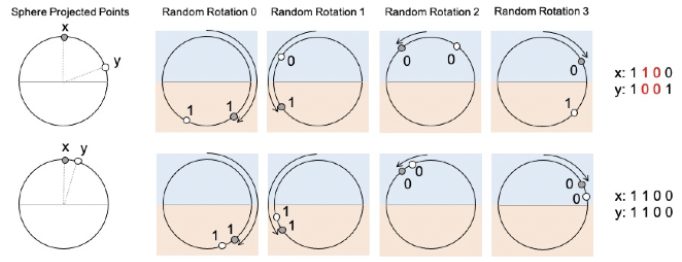 Sphere Projected Points Random Rotation 0 Random Rotation 1 Random Rotation 2 Random Rotation 3
x
y
0 0 0 0
1 1 1 1
x: 1 1 0 0
y: 1 0 0 1
x y
0 0 0 0
1 1 1 1
x: 1 1 0 0
y: 1 1 0 0